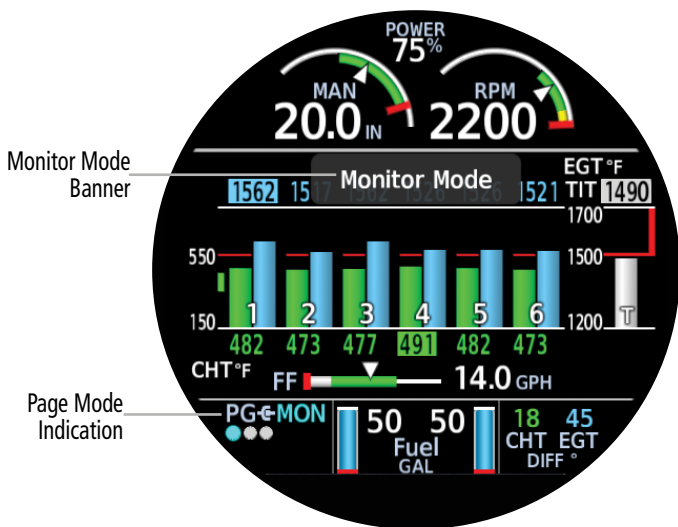 POWER
75%
MAN
20.0 IN
RPM
2200
Monitor Mode
Banner
Monitor Mode
EGT °F
1562 1521 TIT 1490
1700
550 1500
150 1200
1 2 3 4 5 6 T
482 473 477 491 482 473
CHT °F
FF 14.0 GPH
Page Mode
Indication
PG MON
50 50
Fuel
GAL
18 45
CHT EGT
DIFF °